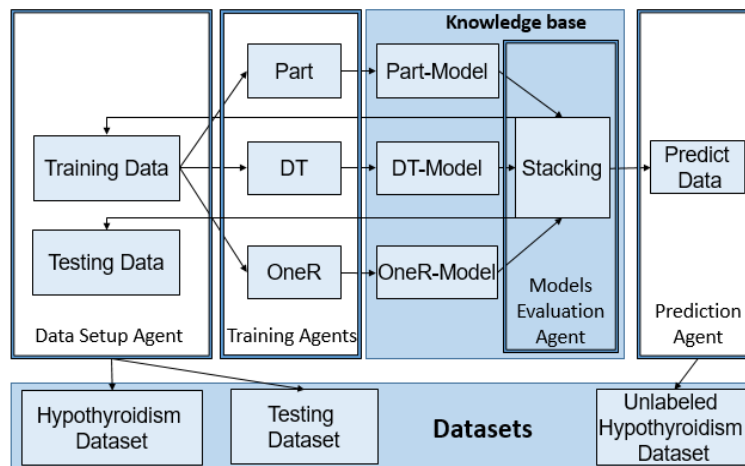 Knowledge base
Part
Part-Model
Training Data
DT
DT-Model
Stacking
Predict
Data
Testing Data
OneR
OneR-Model
Models
Evaluation
Agent
Data Setup Agent
Training Agents
Prediction
Agent
Hypothyroidism
Dataset
Testing
Dataset
Datasets
Unlabeled
Hypothyroidism
Dataset